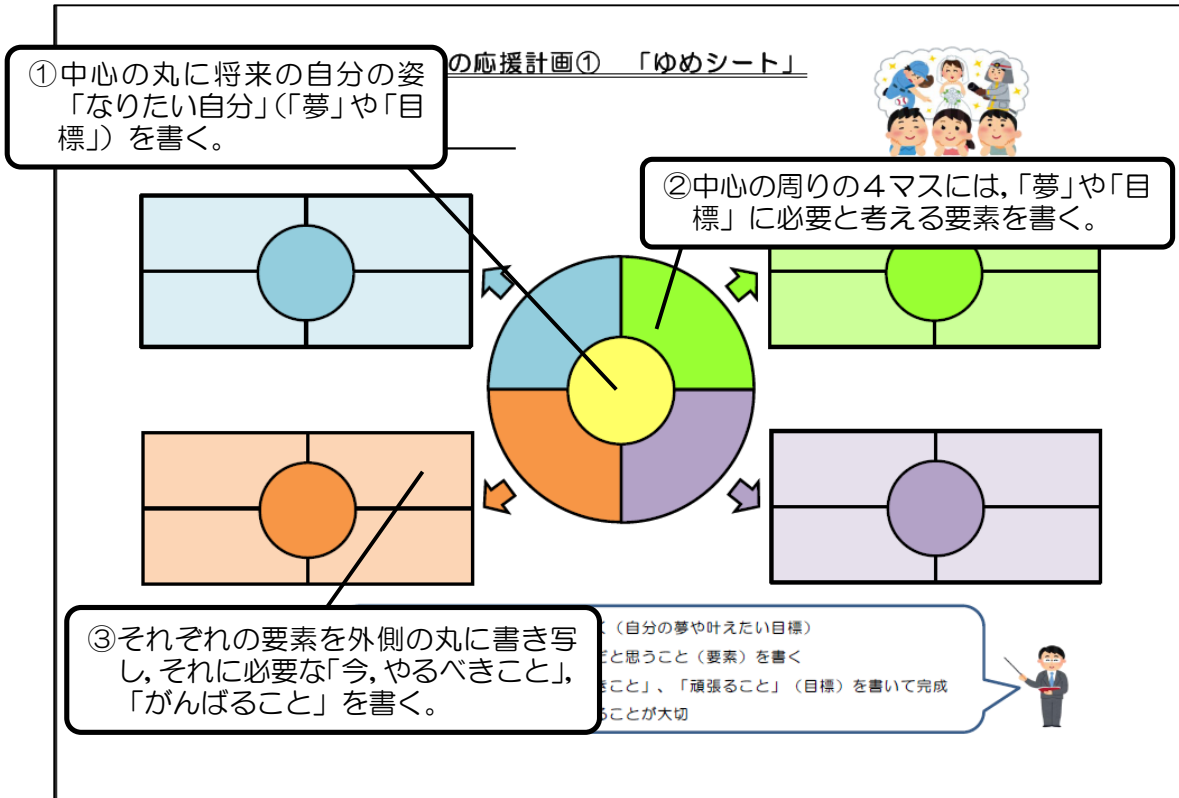 の応援計画① 「ゆめシート」
①中心の丸に将来の自分の姿
「なりたい自分」(「夢」や「目
標」)を書く。
②中心の周りの4マスには,「夢」や「目
標」に必要と考える要素を書く。
③それぞれの要素を外側の丸に書き写
し,それに必要な「今,やるべきこと」,
「がんばること」を書く。
(自分の夢や叶えたい目標)
と思うこと(要素)を書く
きこと」、「頑張ること」(目標)を書いて完成
ることが大切